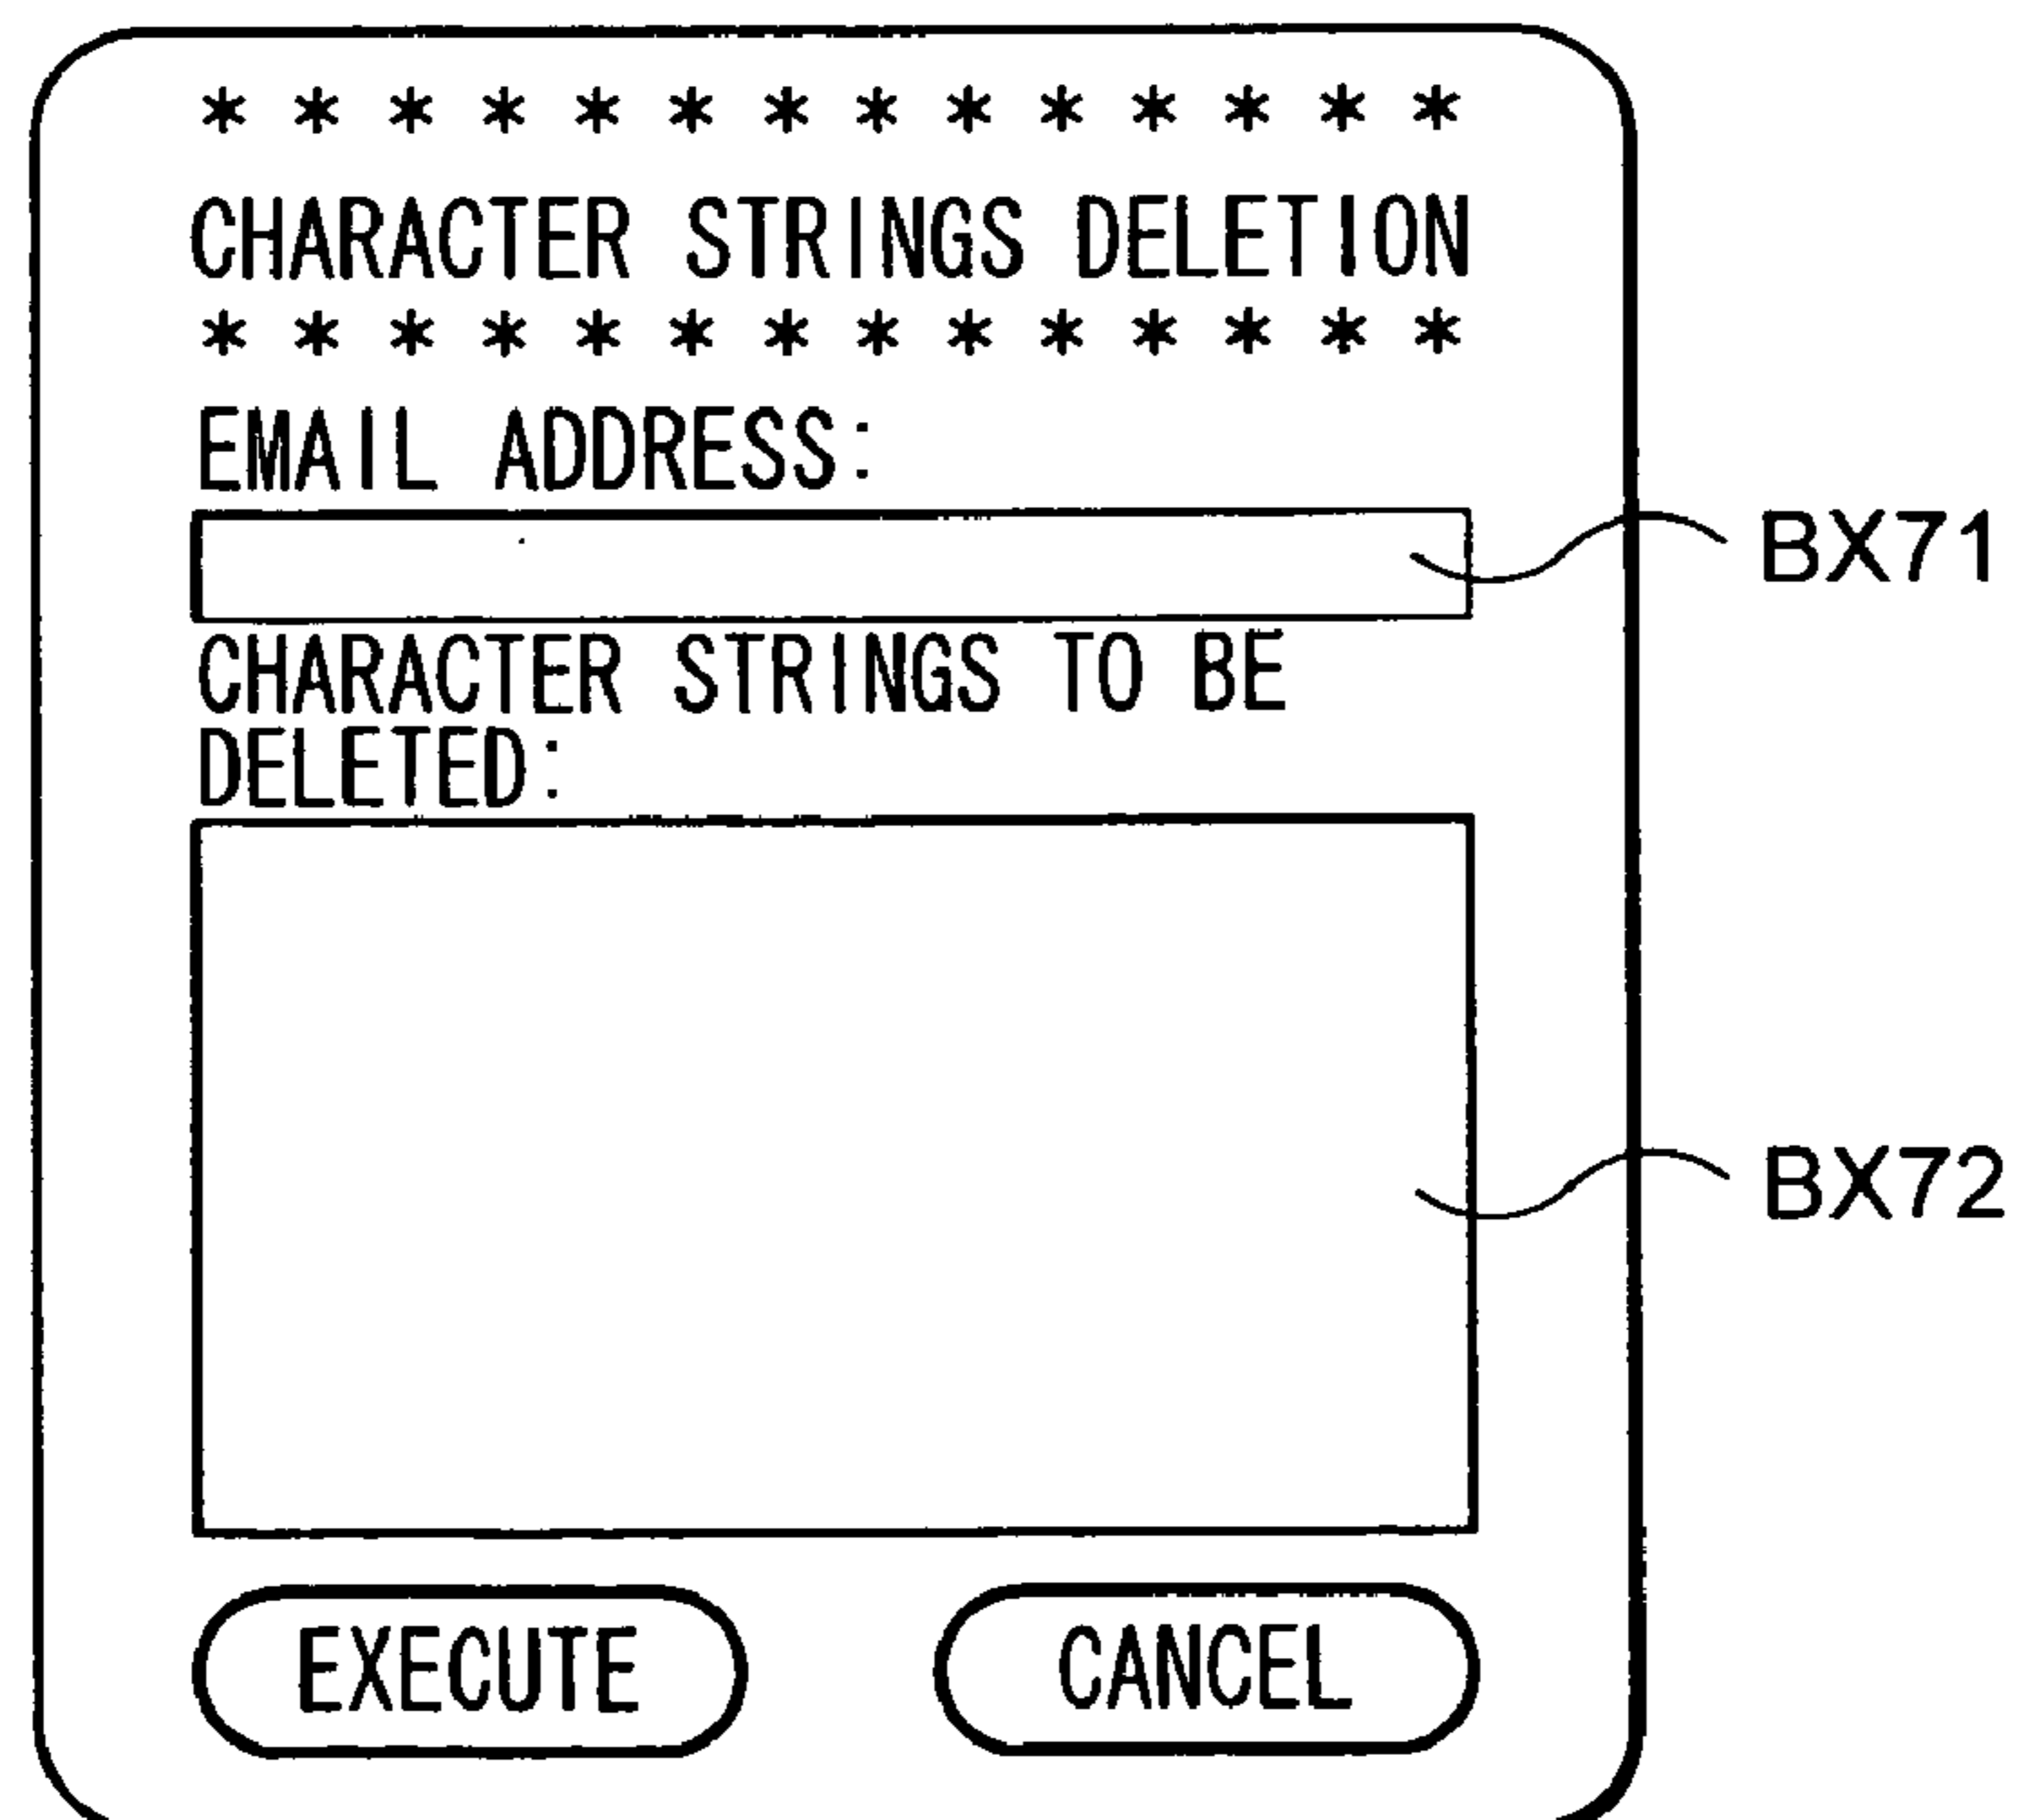 * * * * * * * * * * * * * *
CHARACTER STRINGS DELETION
* * * * * * * * * * * * * *
EMAIL ADDRESS:
BX71
CHARACTER STRINGS TO BE
DELETED:
BX72
EXECUTE CANCEL